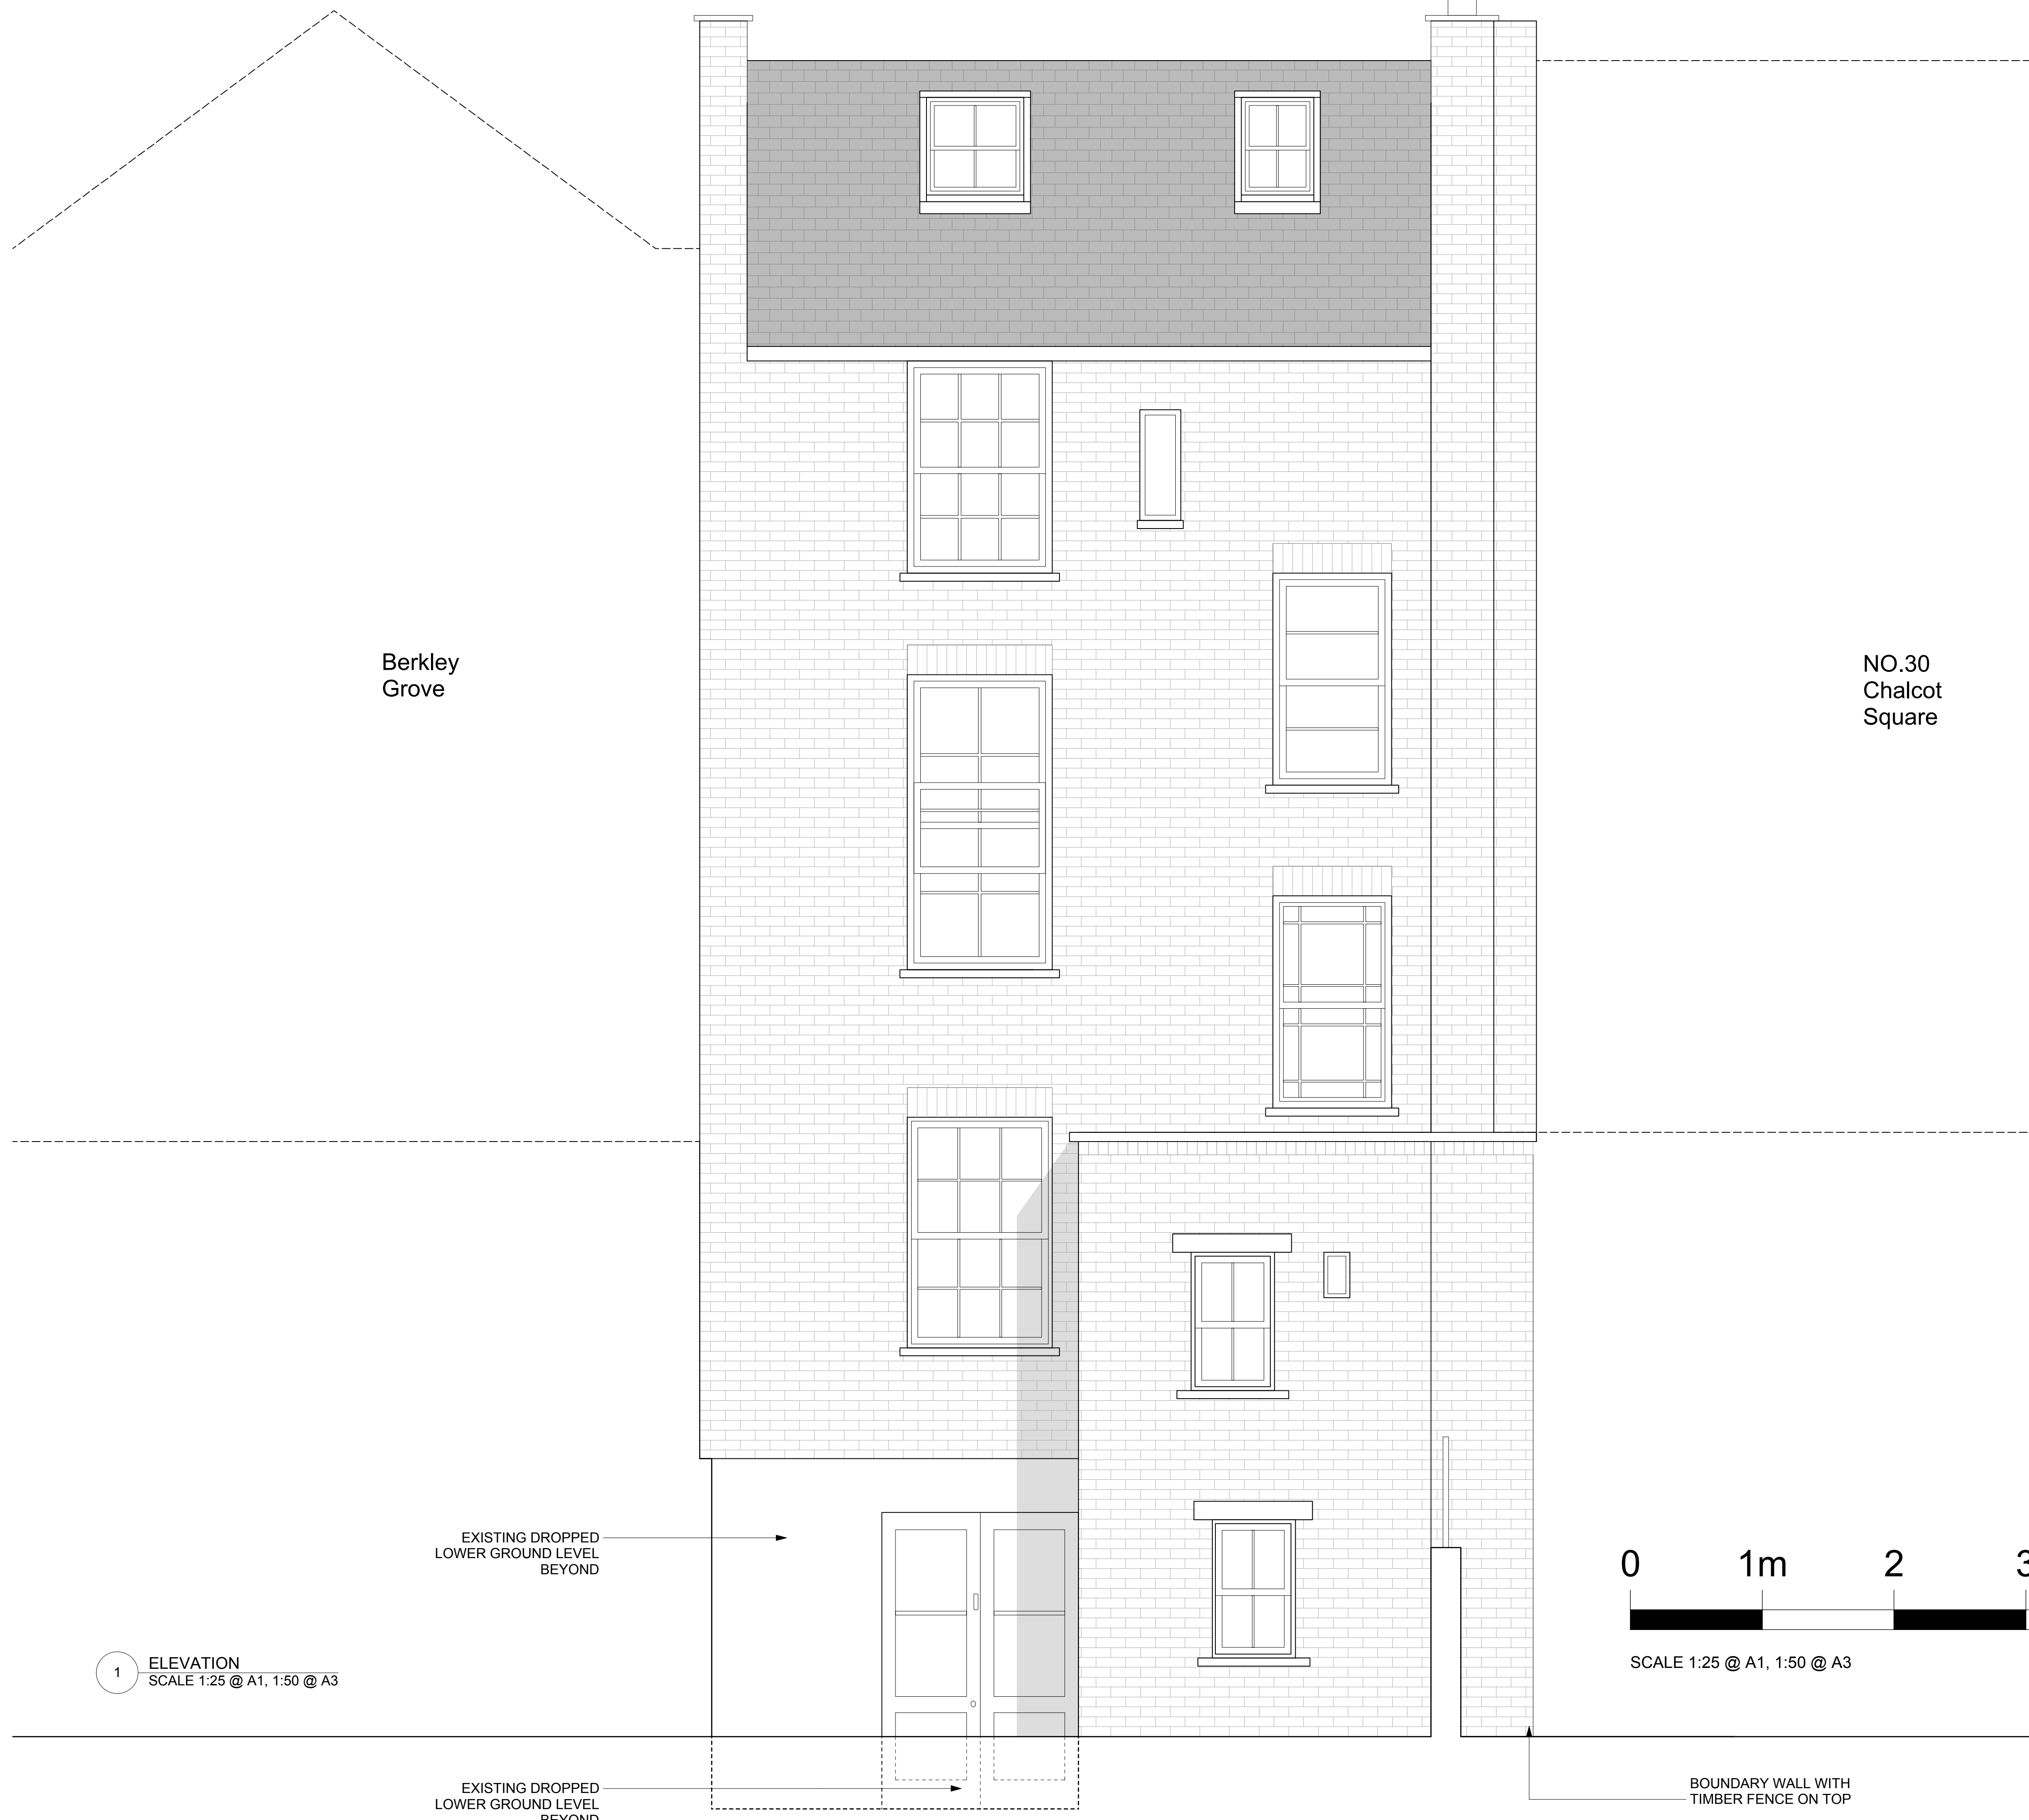 Berkley
Grove
NO.30
Chalcot
Square
EXISTING DROPPED
LOWER GROUND LEVEL
BEYOND
0 1m 2 3
SCALE 1:25 @ A1, 1:50 @ A3
1 ELEVATION
SCALE 1:25 @ A1, 1:50 @ A3
EXISTING DROPPED
LOWER GROUND LEVEL
BEYOND
BOUNDARY WALL WITH
TIMBER FENCE ON TOP